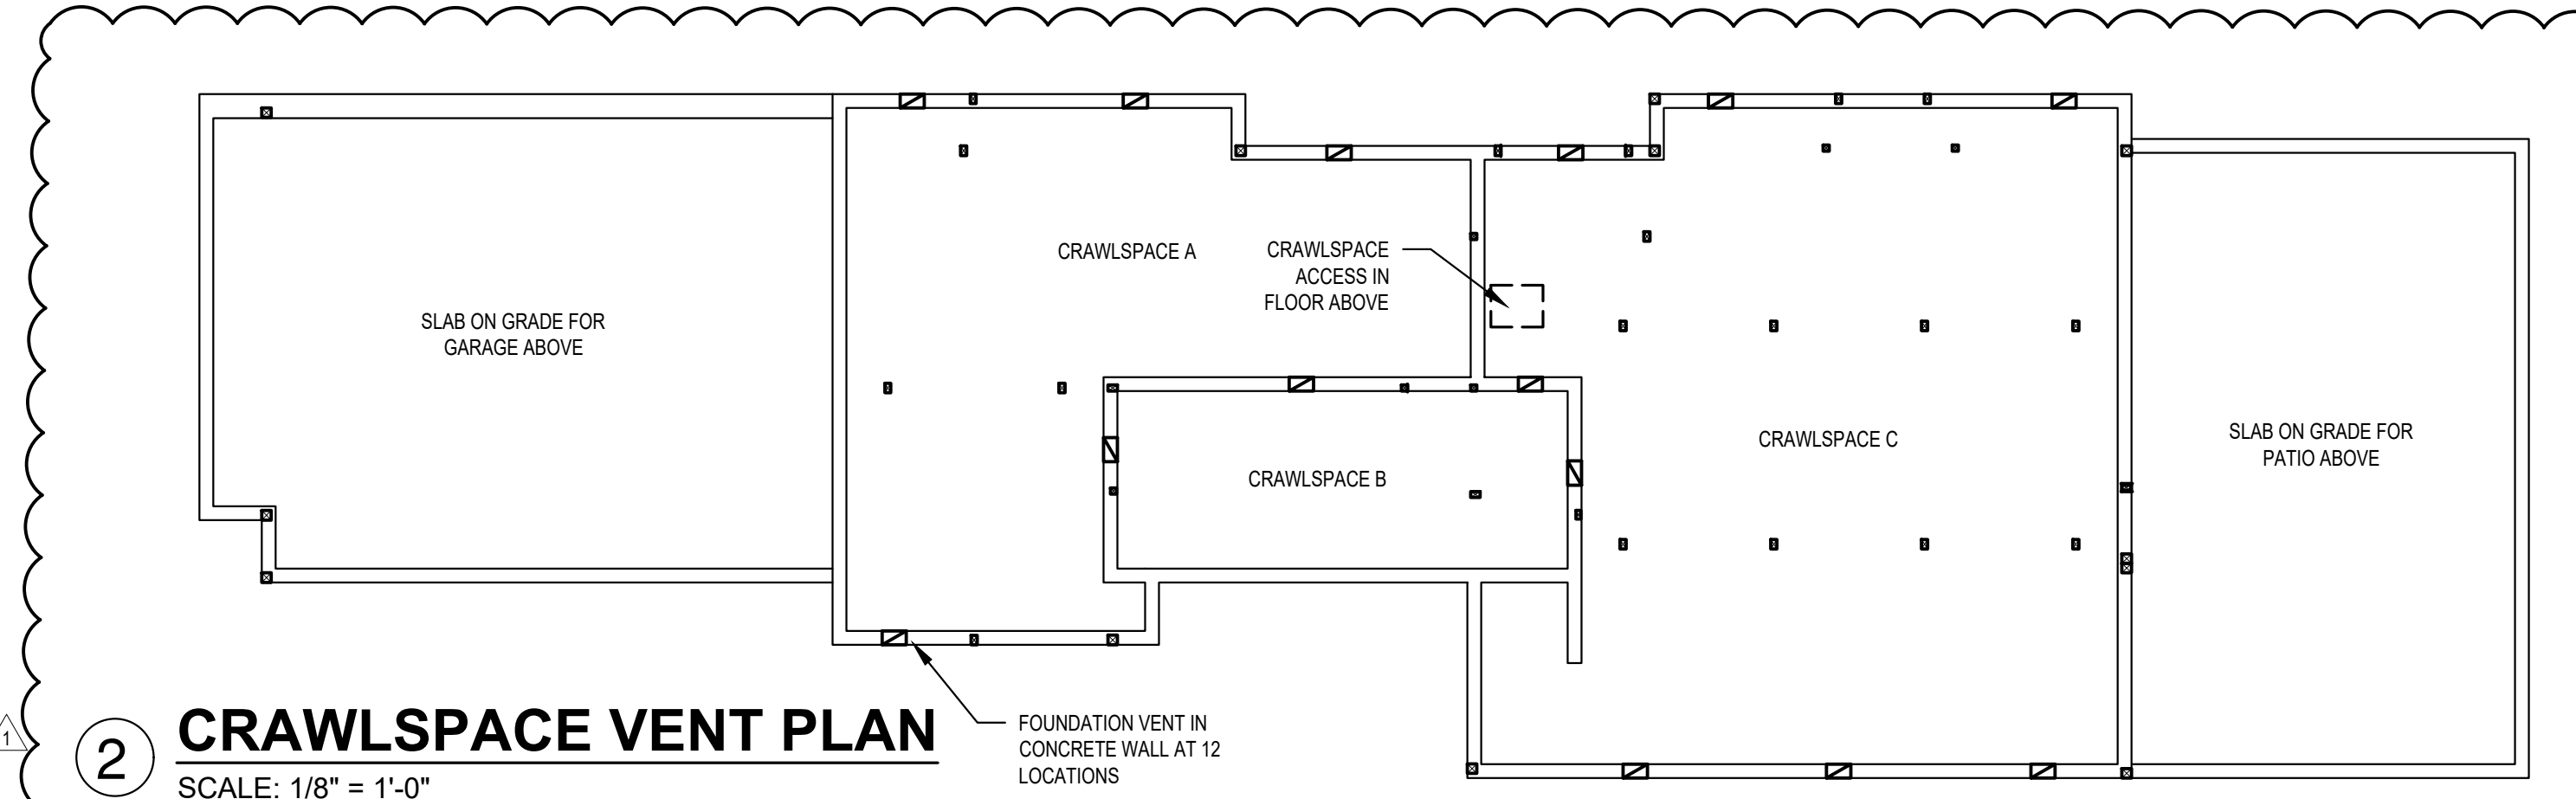 CRAWLSPACE A
CRAWLSPACE
ACCESS IN
FLOOR ABOVE
SLAB ON GRADE FOR
GARAGE ABOVE
CRAWLSPACE B
CRAWLSPACE C
SLAB ON GRADE FOR
PATIO ABOVE
FOUNDATION VENT IN
CONCRETE WALL AT 12
LOCATIONS
1
2
CRAWLSPACE VENT PLAN
SCALE: 1/8" = 1'-0"